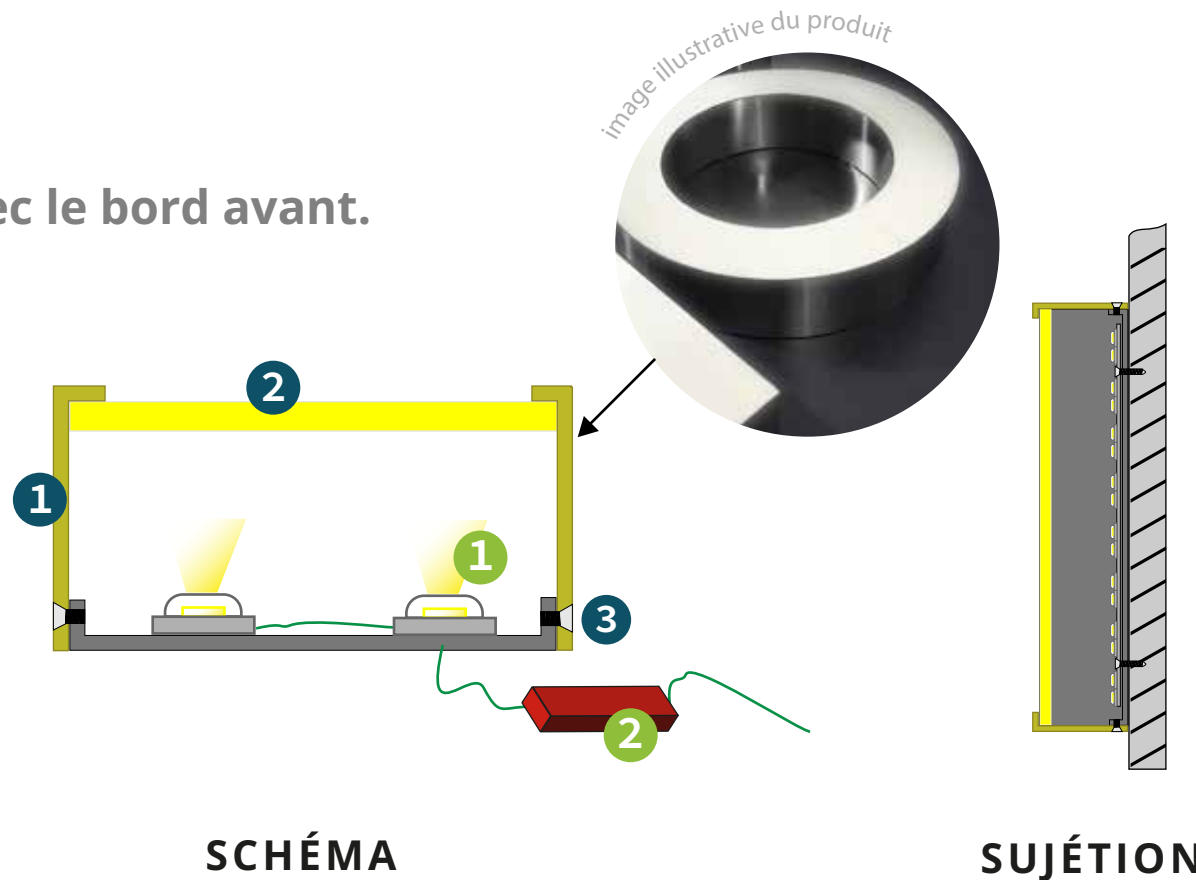 image illustrative du produit
ec le bord avant.
2
1
1
3
2
SCHÉMA
SUJÉTION